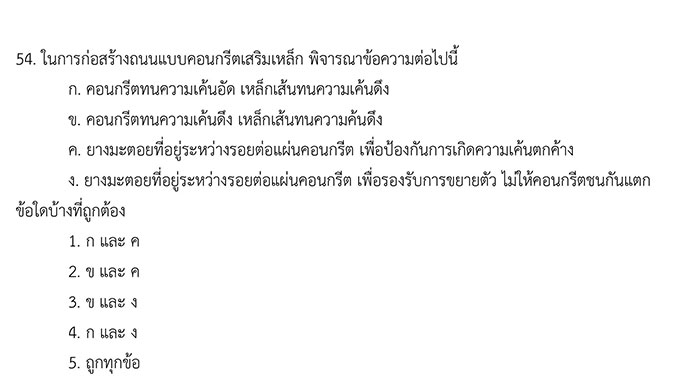 54. ในการก่อสร้างถนนแบบคอนกรีตเสริมเหล็ก พิจารณาข้อความต่อไปนี้
ก. คอนกรีตทนความเค้นอัด เหล็กเส้นทนความเค้นดึง
ข. คอนกรีตทนความเค้นดึง เหล็กเส้นทนความค้นดึง
ค. ยางมะตอยที่อยู่ระหว่างรอยต่อแผ่นคอนกรีต เพื่อป้องกันการเกิดความเค้นตกค้าง
ง. ยางมะตอยที่อยู่ระหว่างรอยต่อแผ่นคอนกรีต เพื่อรองรับการขยายตัว ไม่ให้คอนกรีตชนกันแตก
ข้อใดบ้างที่ถูกต้อง
1. ก และ ค
2. ข และ ค
3. ข และ ง
4. ก และ ง
5. ถูกทุกข้อ